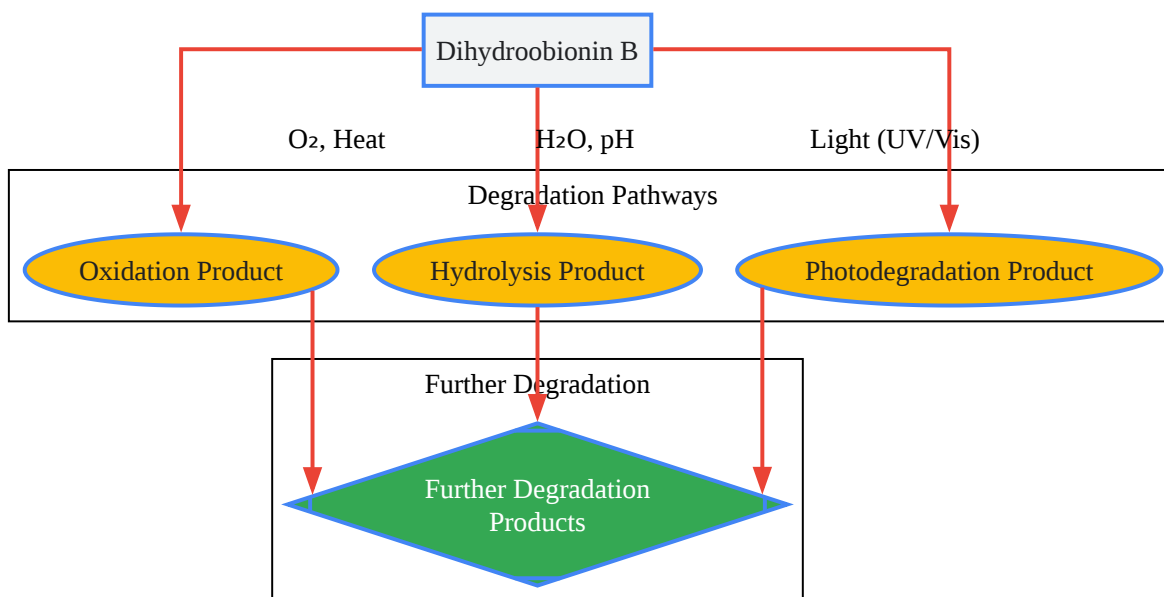 Dihydroobionin B
O₂, Heat
H₂O, pH
Light (UV/Vis)
Degradation Pathways
Oxidation Product
Hydrolysis Product
Photodegradation Product
Further Degradation
Further Degradation
Products